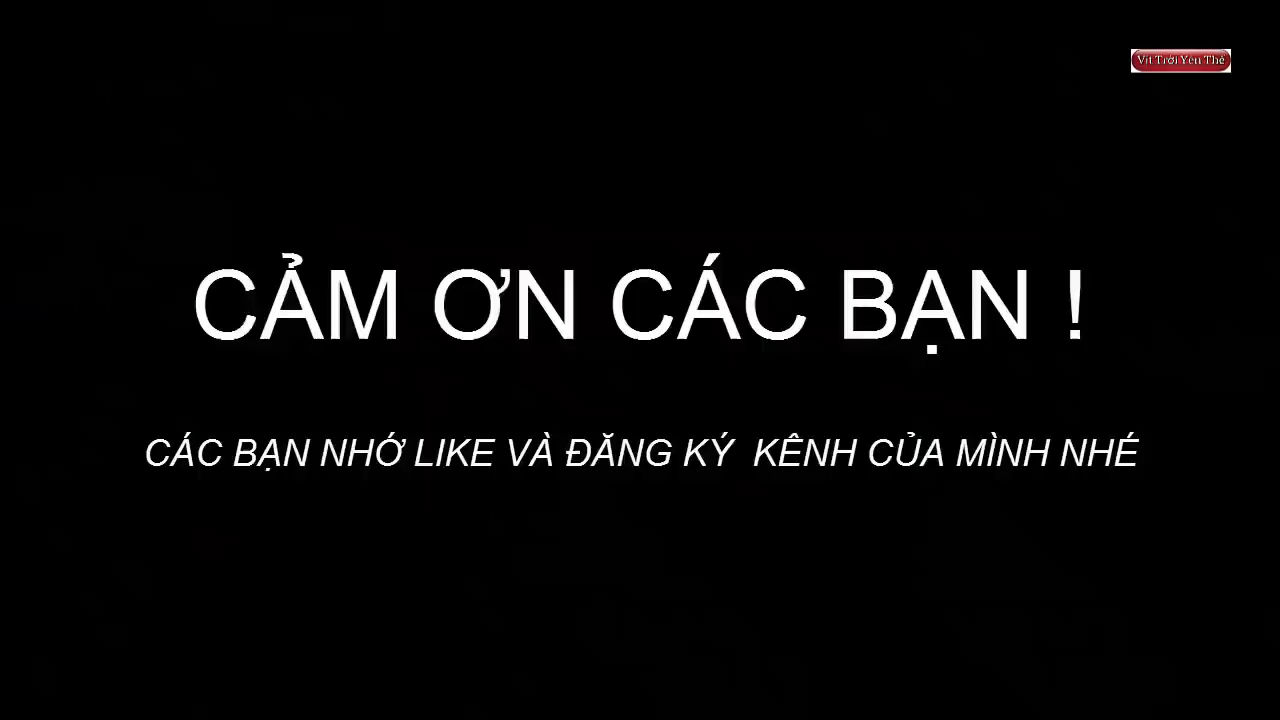 Vịt Trời Yên Thế
CẢM ƠN CÁC BẠN !
CÁC BẠN NHỚ LIKE VÀ ĐĂNG KÝ KÊNH CỦA MÌNH NHÉ